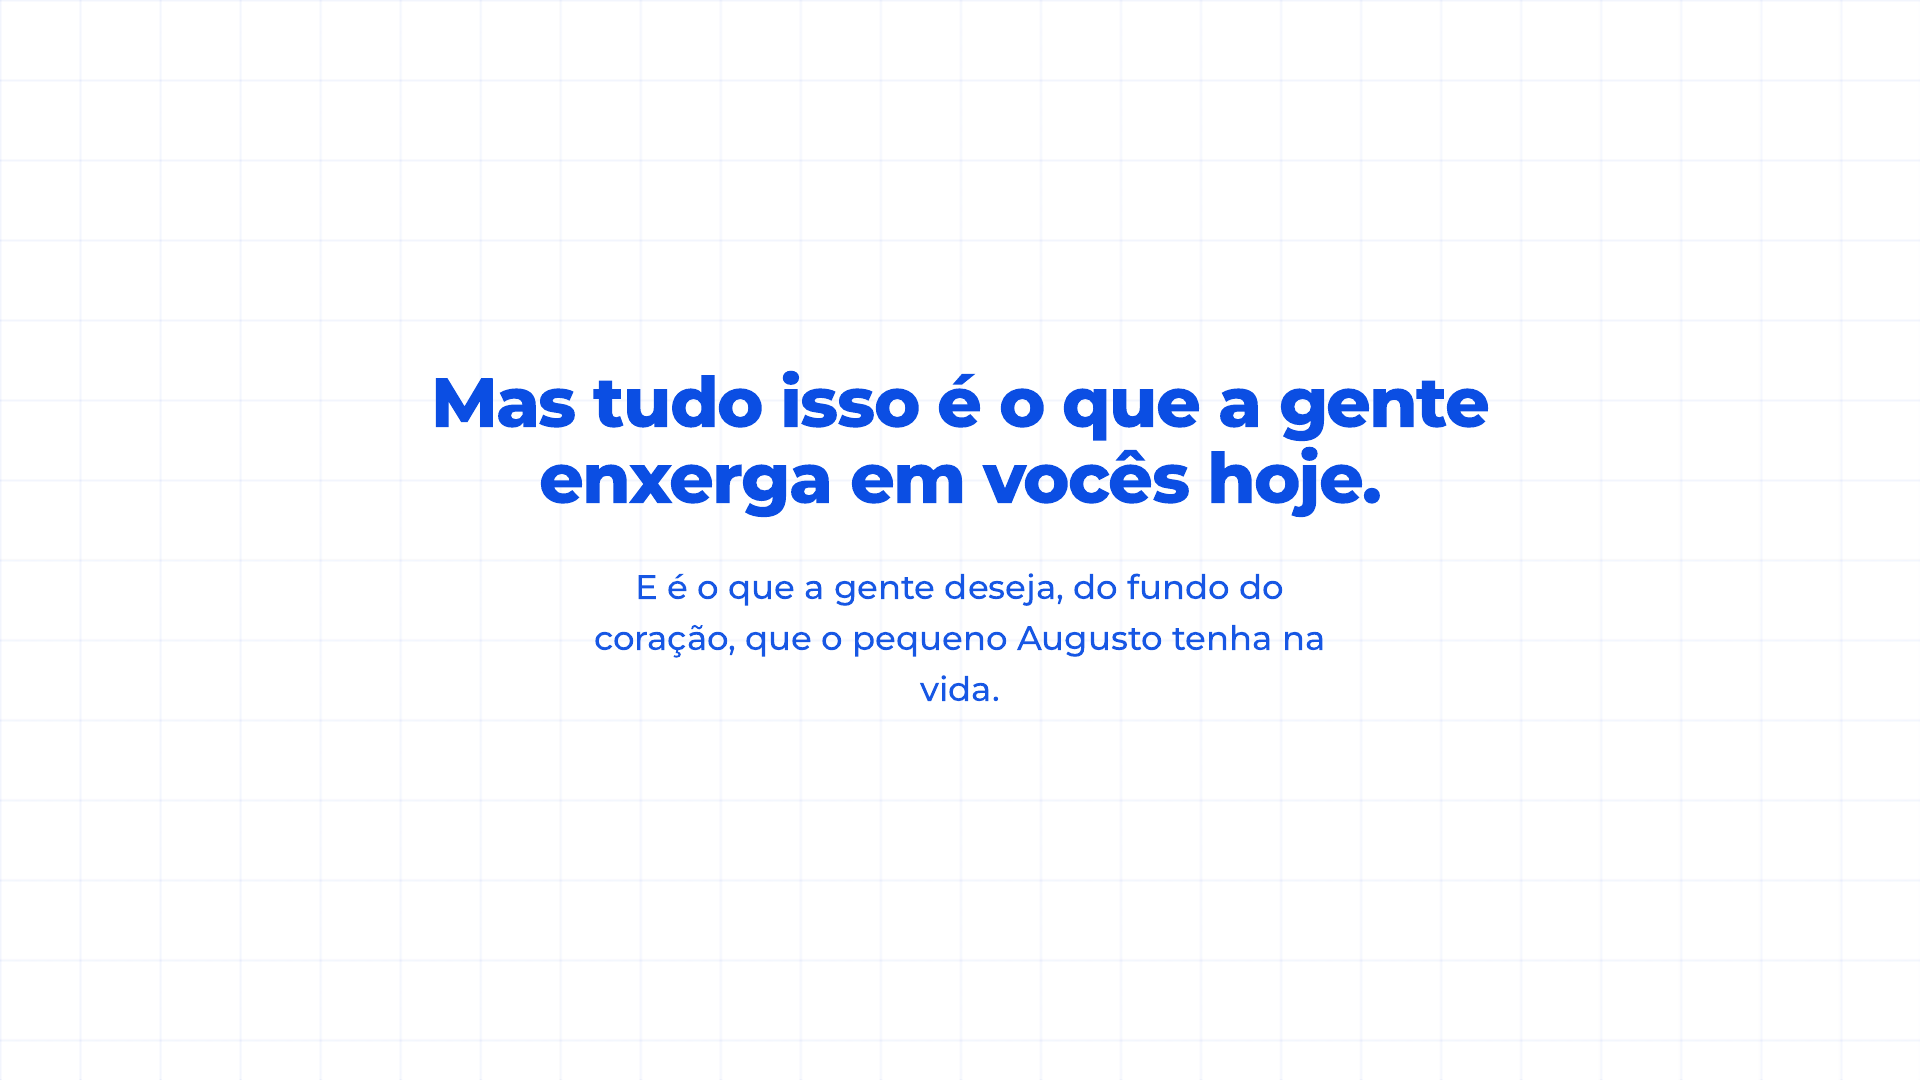 Mas tudo isso é o que a gente
enxerga em vocês hoje.
E é o que a gente deseja, do fundo do
coração, que o pequeno Augusto tenha na
vida.